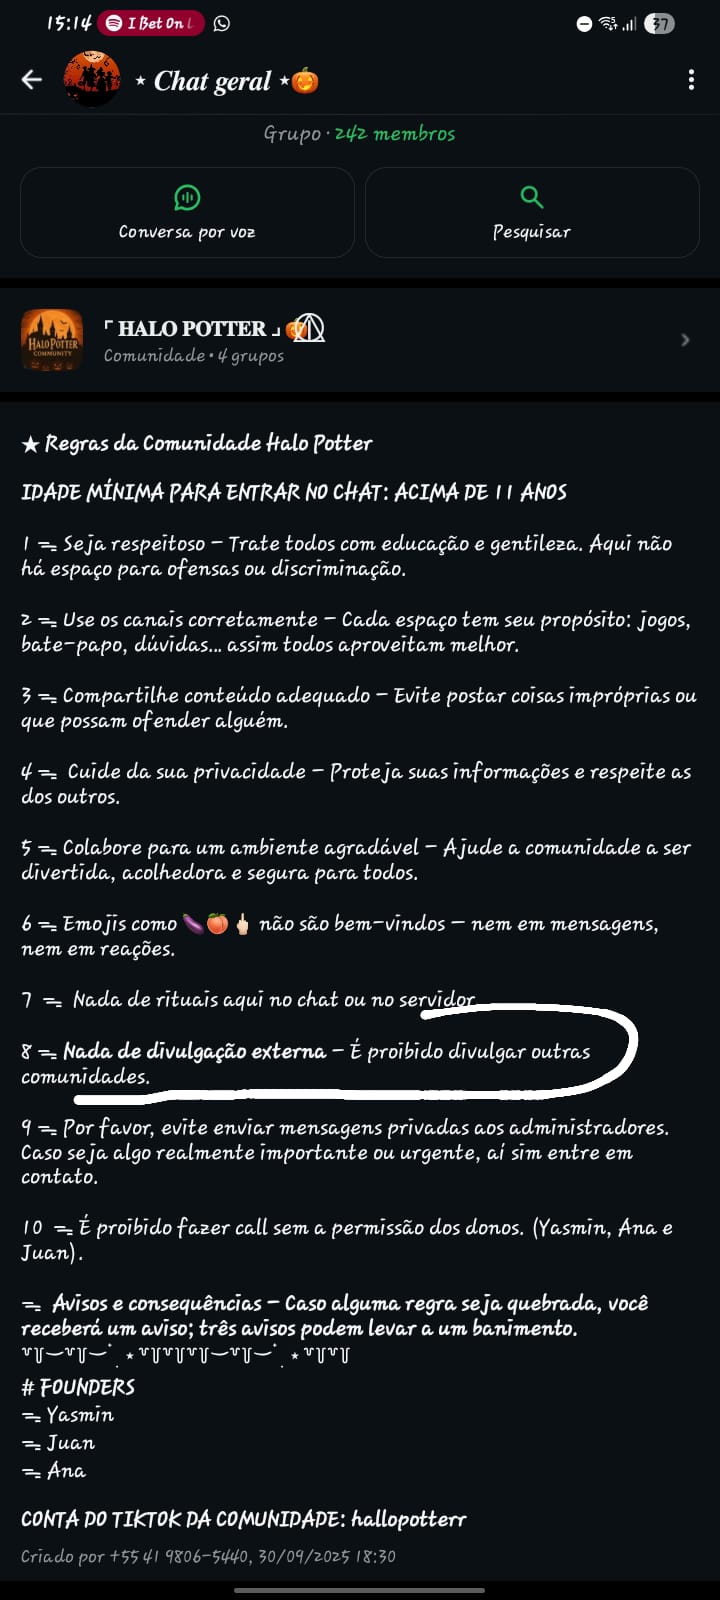 15:14 I Bet On L
37
⋆ Chat geral ⋆🎃
Grupo · 242 membros
Conversa por voz
Pesquisar
HALO POTTER
COMMUNITY
「 HALO POTTER 」🎃
Comunidade • 4 grupos
★ Regras da Comunidade Halo Potter
IDADE MÍNIMA PARA ENTRAR NO CHAT: ACIMA DE 11 ANOS
1 ═ Seja respeitoso – Trate todos com educação e gentileza. Aqui não
há espaço para ofensas ou discriminação.
2 ═ Use os canais corretamente – Cada espaço tem seu propósito: jogos,
bate-papo, dúvidas... assim todos aproveitam melhor.
3 ═ Compartilhe conteúdo adequado – Evite postar coisas impróprias ou
que possam ofender alguém.
4 ═ Cuide da sua privacidade – Proteja suas informações e respeite as
dos outros.
5 ═ Colabore para um ambiente agradável – Ajude a comunidade a ser
divertida, acolhedora e segura para todos.
6 ═ Emojis como 🍆🍑🖕🏻 não são bem-vindos — nem em mensagens,
nem em reações.
7 ═ Nada de rituais aqui no chat ou no servidor
8 ═ Nada de divulgação externa – É proibido divulgar outras
comunidades.
9 ═ Por favor, evite enviar mensagens privadas aos administradores.
Caso seja algo realmente importante ou urgente, aí sim entre em
contato.
10 ═ É proibido fazer call sem a permissão dos donos. (Yasmin, Ana e
Juan).
═ Avisos e consequências – Caso alguma regra seja quebrada, você
receberá um aviso; três avisos podem levar a um banimento.
# FOUNDERS
═ Yasmin
═ Juan
═ Ana
CONTA DO TIKTOK DA COMUNIDADE: hallopotterr
Criado por +55 41 9806-5440, 30/09/2025 18:30